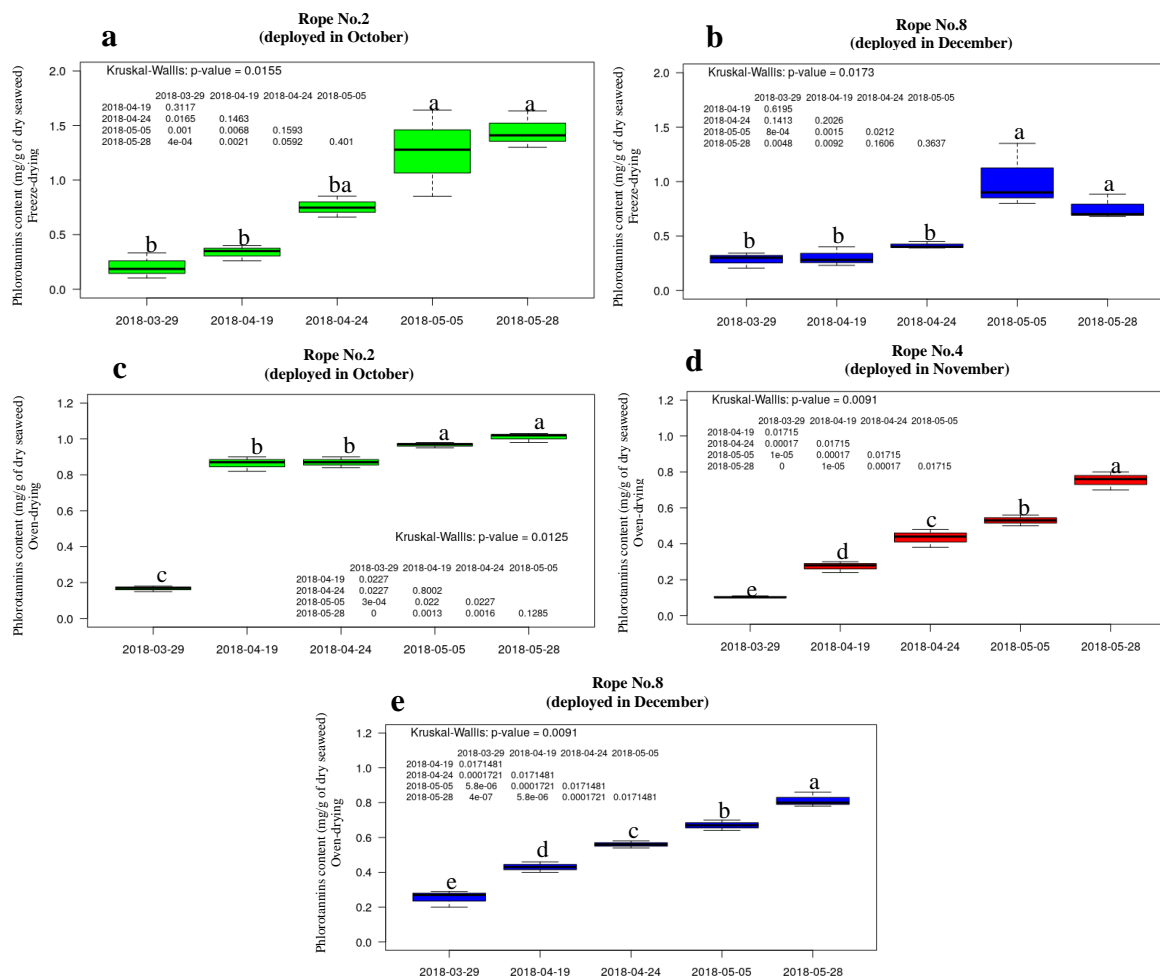 a
Rope No.2
(deployed in October)
Kruskal-Wallis: p-value = 0.0155
2018-03-29 2018-04-19 2018-04-24 2018-05-05
2018-04-19 0.3117
2018-04-24 0.0165 0.1463
2018-05-05 0.001 0.0068 0.1593
2018-05-28 4e-04 0.0021 0.0592 0.401
Phlorotannins content (mg/g of dry seaweed)
Freeze-drying
2.0
1.5
1.0
0.5
0.0
b b ba a a
2018-03-29 2018-04-19 2018-04-24 2018-05-05 2018-05-28
b
Rope No.8
(deployed in December)
Kruskal-Wallis: p-value = 0.0173
2018-03-29 2018-04-19 2018-04-24 2018-05-05
2018-04-19 0.6195
2018-04-24 0.1413 0.2026
2018-05-05 8e-04 0.0015 0.0212
2018-05-28 0.0048 0.0092 0.1606 0.3637
Phlorotannins content (mg/g of dry seaweed)
Freeze-drying
2.0
1.5
1.0
0.5
0.0
b b b a a
2018-03-29 2018-04-19 2018-04-24 2018-05-05 2018-05-28
c
Rope No.2
(deployed in October)
Phlorotannins content (mg/g of dry seaweed)
Oven-drying
1.2
1.0
0.8
0.6
0.4
0.2
0.0
c b b a a
Kruskal-Wallis: p-value = 0.0125
2018-03-29 2018-04-19 2018-04-24 2018-05-05
2018-04-19 0.0227
2018-04-24 0.0227 0.8002
2018-05-05 3e-04 0.022 0.0227
2018-05-28 0 0.0013 0.0016 0.1285
2018-03-29 2018-04-19 2018-04-24 2018-05-05 2018-05-28
d
Rope No.4
(deployed in November)
Kruskal-Wallis: p-value = 0.0091
2018-03-29 2018-04-19 2018-04-24 2018-05-05
2018-04-19 0.01715
2018-04-24 0.00017 0.01715
2018-05-05 1e-05 0.00017 0.01715
2018-05-28 0 1e-05 0.00017 0.01715
Phlorotannins content (mg/g of dry seaweed)
Oven-drying
1.2
1.0
0.8
0.6
0.4
0.2
0.0
e d c b a
2018-03-29 2018-04-19 2018-04-24 2018-05-05 2018-05-28
e
Rope No.8
(deployed in December)
Kruskal-Wallis: p-value = 0.0091
2018-03-29 2018-04-19 2018-04-24 2018-05-05
2018-04-19 0.0171481
2018-04-24 0.0001721 0.0171481
2018-05-05 5.8e-06 0.0001721 0.0171481
2018-05-28 4e-07 5.8e-06 0.0001721 0.0171481
Phlorotannins content (mg/g of dry seaweed)
Oven-drying
1.2
1.0
0.8
0.6
0.4
0.2
0.0
e d c b a
2018-03-29 2018-04-19 2018-04-24 2018-05-05 2018-05-28